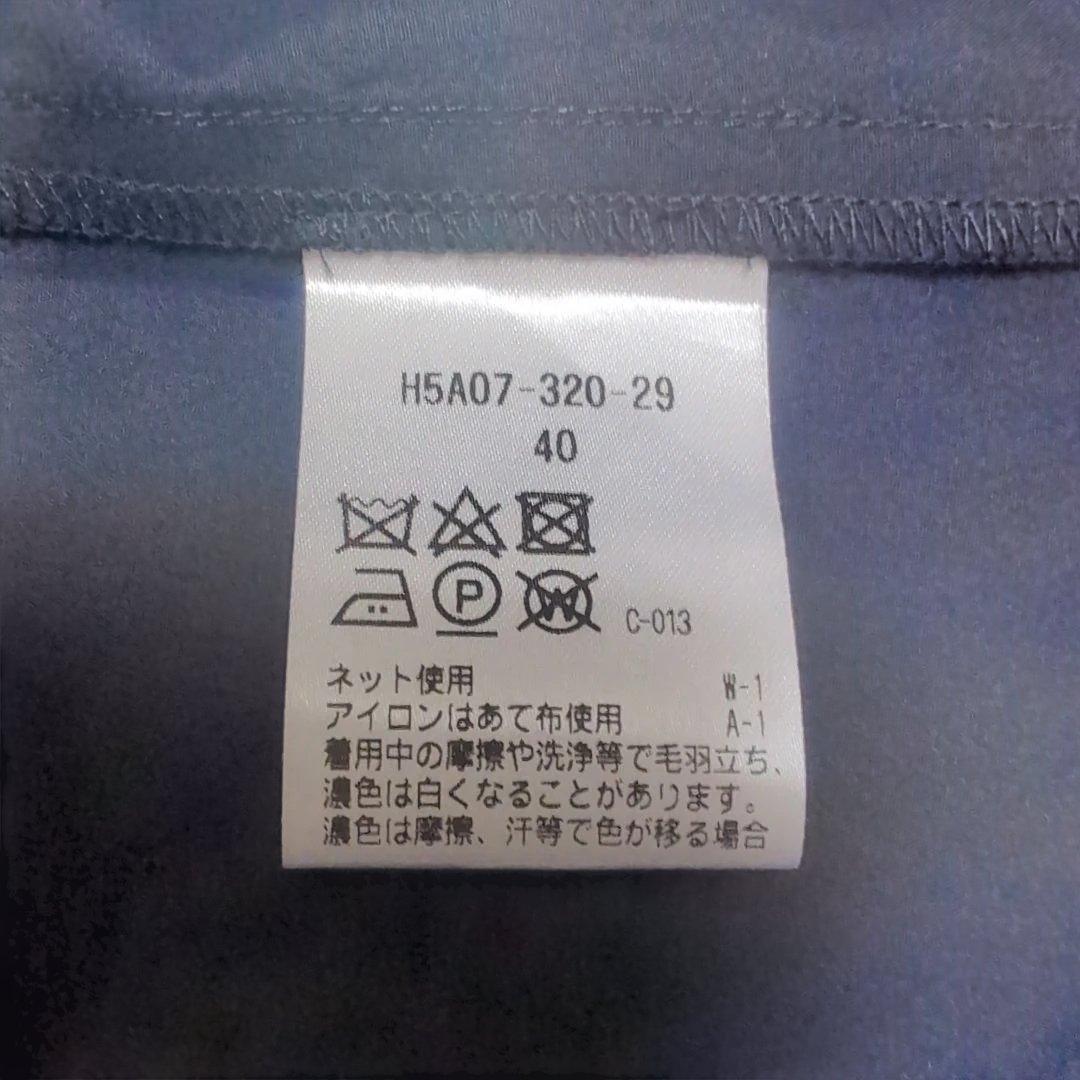 H5A07-320-29
40
P W C-013
ネット使用 W-1
アイロンはあて布使用 A-1
着用中の摩擦や洗浄等で毛羽立ち、
濃色は白くなることがあります。
濃色は摩擦、汗等で色が移る場合